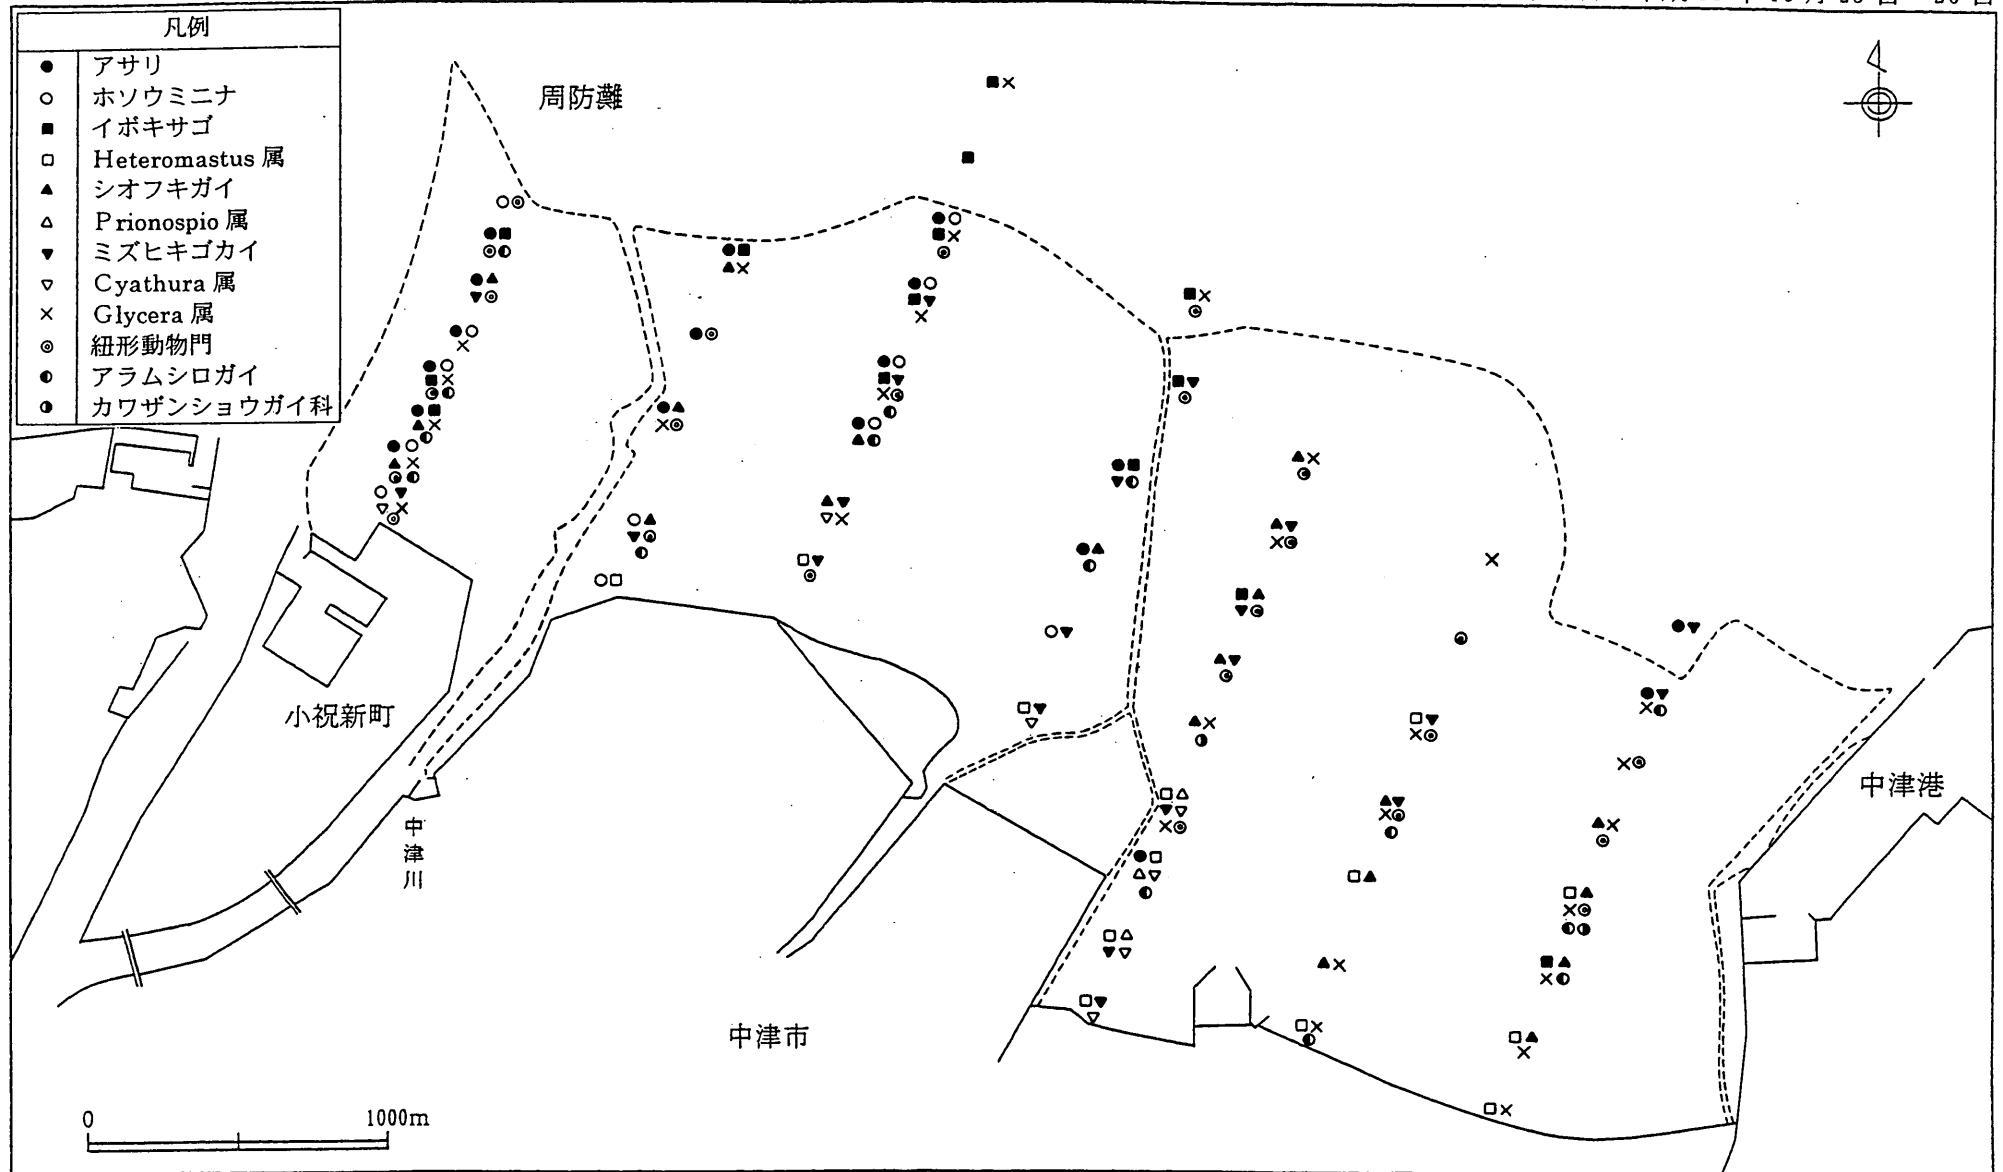 凡例
アサリ
ホソウミニナ
イボキサゴ
Heteromastus 属
シオフキガイ
Prionospio 属
ミズヒキゴカイ
Cyathura 属
Glycera 属
紐形動物門
アラムシロガイ
カワザンショウガイ科
周防灘
小祝新町
中津川
中津港
中津市
0 1000m